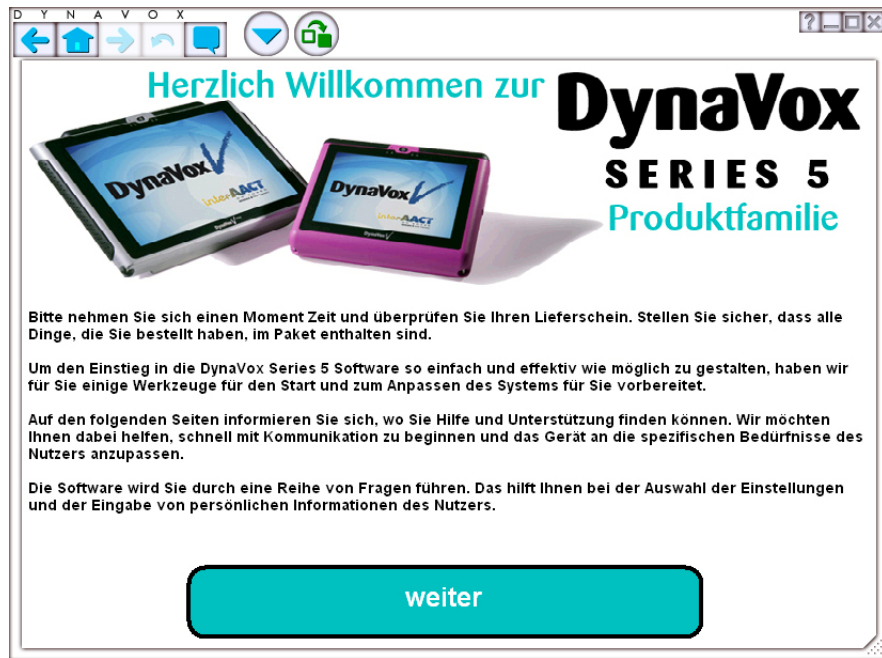 DYNAVOX
Herzlich Willkommen zur
DynaVox
SERIES 5
Produktfamilie
DynaVox V
interAACT
DynaVox V
interAACT
Bitte nehmen Sie sich einen Moment Zeit und überprüfen Sie Ihren Lieferschein. Stellen Sie sicher, dass alle
Dinge, die Sie bestellt haben, im Paket enthalten sind.
Um den Einstieg in die DynaVox Series 5 Software so einfach und effektiv wie möglich zu gestalten, haben wir
für Sie einige Werkzeuge für den Start und zum Anpassen des Systems für Sie vorbereitet.
Auf den folgenden Seiten informieren Sie sich, wo Sie Hilfe und Unterstützung finden können. Wir möchten
Ihnen dabei helfen, schnell mit Kommunikation zu beginnen und das Gerät an die spezifischen Bedürfnisse des
Nutzers anzupassen.
Die Software wird Sie durch eine Reihe von Fragen führen. Das hilft Ihnen bei der Auswahl der Einstellungen
und der Eingabe von persönlichen Informationen des Nutzers.
weiter